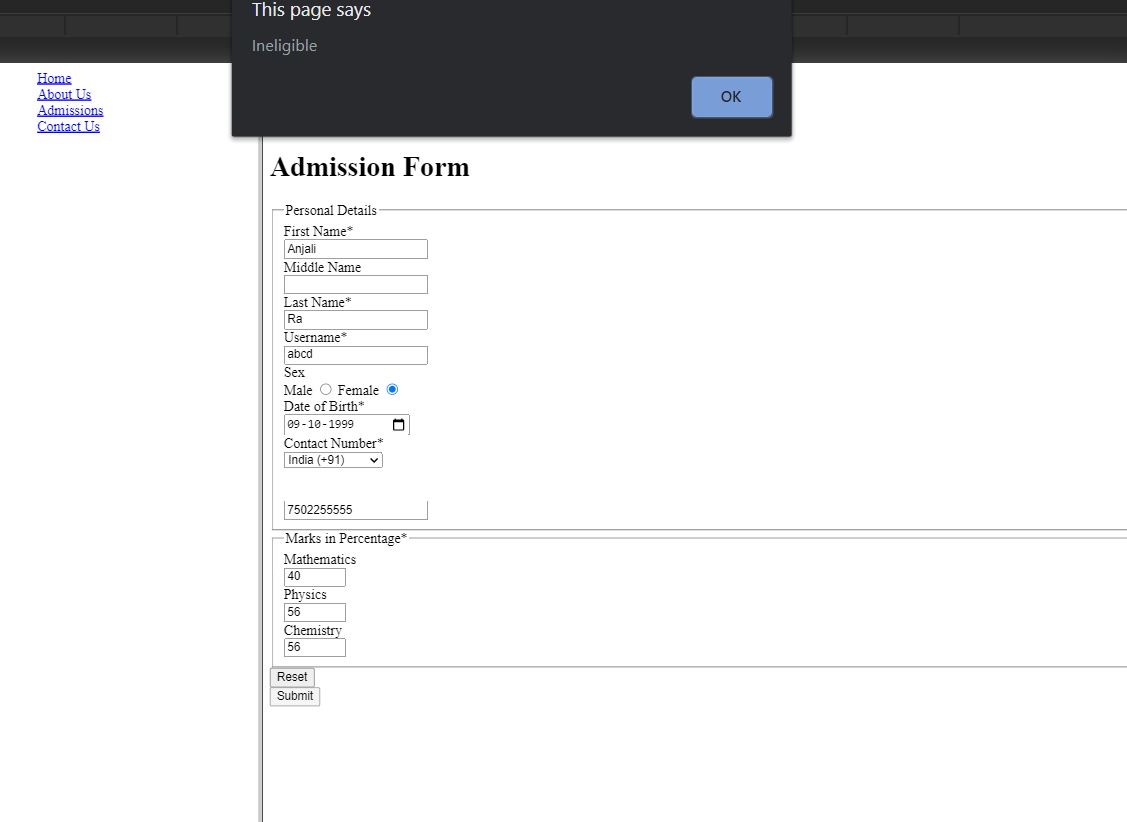 This page says
Ineligible
OK
Home
About Us
Admissions
Contact Us
Admission Form
Personal Details
First Name*
Anjali
Middle Name
Last Name*
Ra
Username*
abcd
Sex
Male Female
Date of Birth*
09-10-1999
Contact Number*
India (+91)
7502255555
Marks in Percentage*
Mathematics
40
Physics
56
Chemistry
56
Reset
Submit